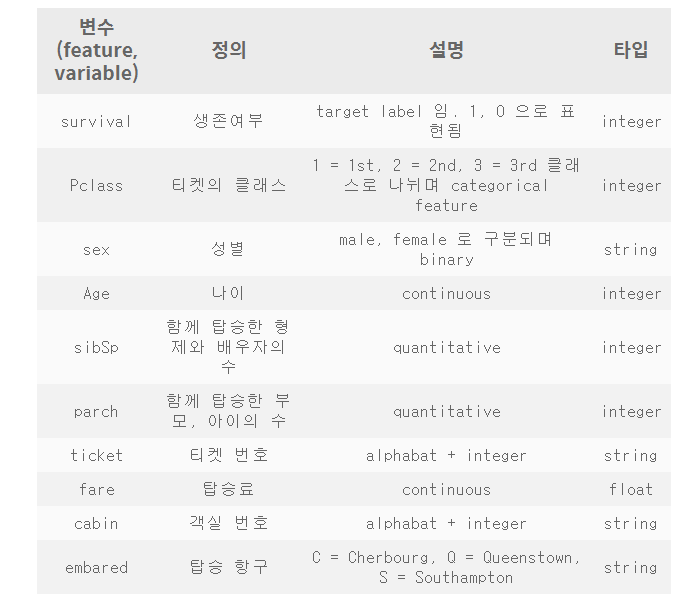 변수 (feature, variable) 정의 설명 타입
survival 생존여부 target label 임. 1, 0 으로 표현됨 integer
Pclass 티켓의 클래스 1 = 1st, 2 = 2nd, 3 = 3rd 클래스로 나뉘며 categorical feature integer
sex 성별 male, female 로 구분되며 binary string
Age 나이 continuous integer
sibSp 함께 탑승한 형제와 배우자의 수 quantitative integer
parch 함께 탑승한 부모, 아이의 수 quantitative integer
ticket 티켓 번호 alphabat + integer string
fare 탑승료 continuous float
cabin 객실 번호 alphabat + integer string
embared 탑승 항구 C = Cherbourg, Q = Queenstown, S = Southampton string